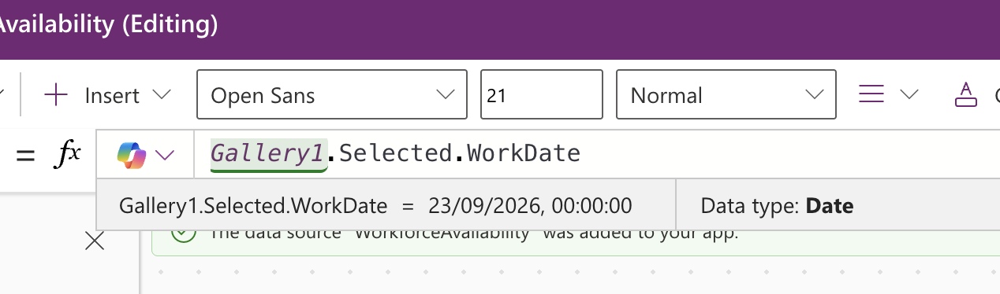 Availability (Editing)
Insert
Open Sans
21
Normal
= fx
Gallery1.Selected.WorkDate
Gallery1.Selected.WorkDate = 23/09/2026, 00:00:00
Data type: Date
The data source "WorkforceAvailability" was added to your app.